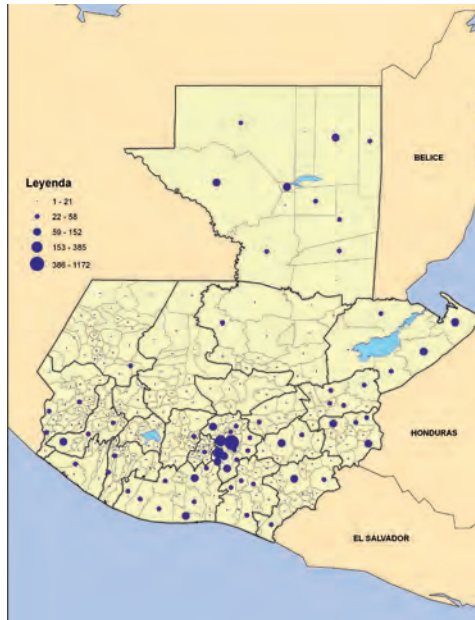 BELICE
Leyenda
1 - 21
22 - 58
59 - 152
153 - 385
386 - 1172
HONDURAS
EL SALVADOR